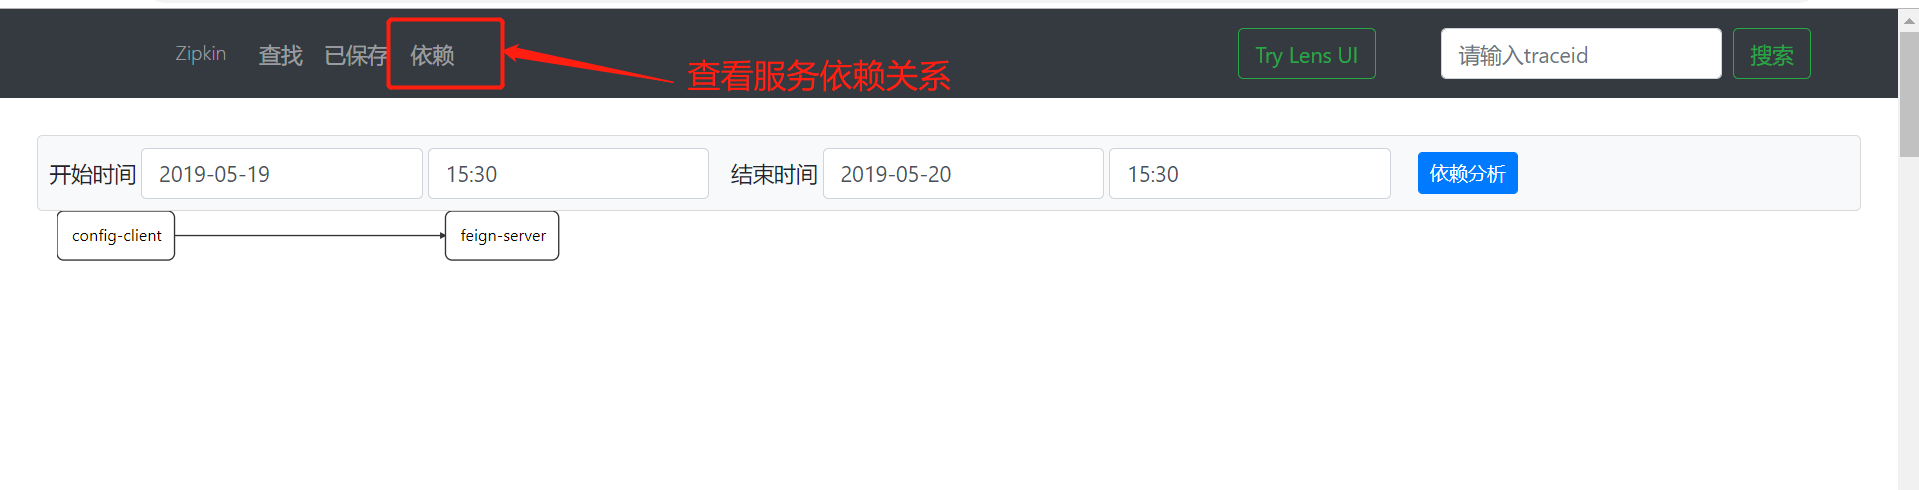 Zipkin 查找 已保存 依赖 Try Lens UI 请输入traceid 搜索
查看服务依赖关系
开始时间 2019-05-19 15:30 结束时间 2019-05-20 15:30 依赖分析
config-client feign-server